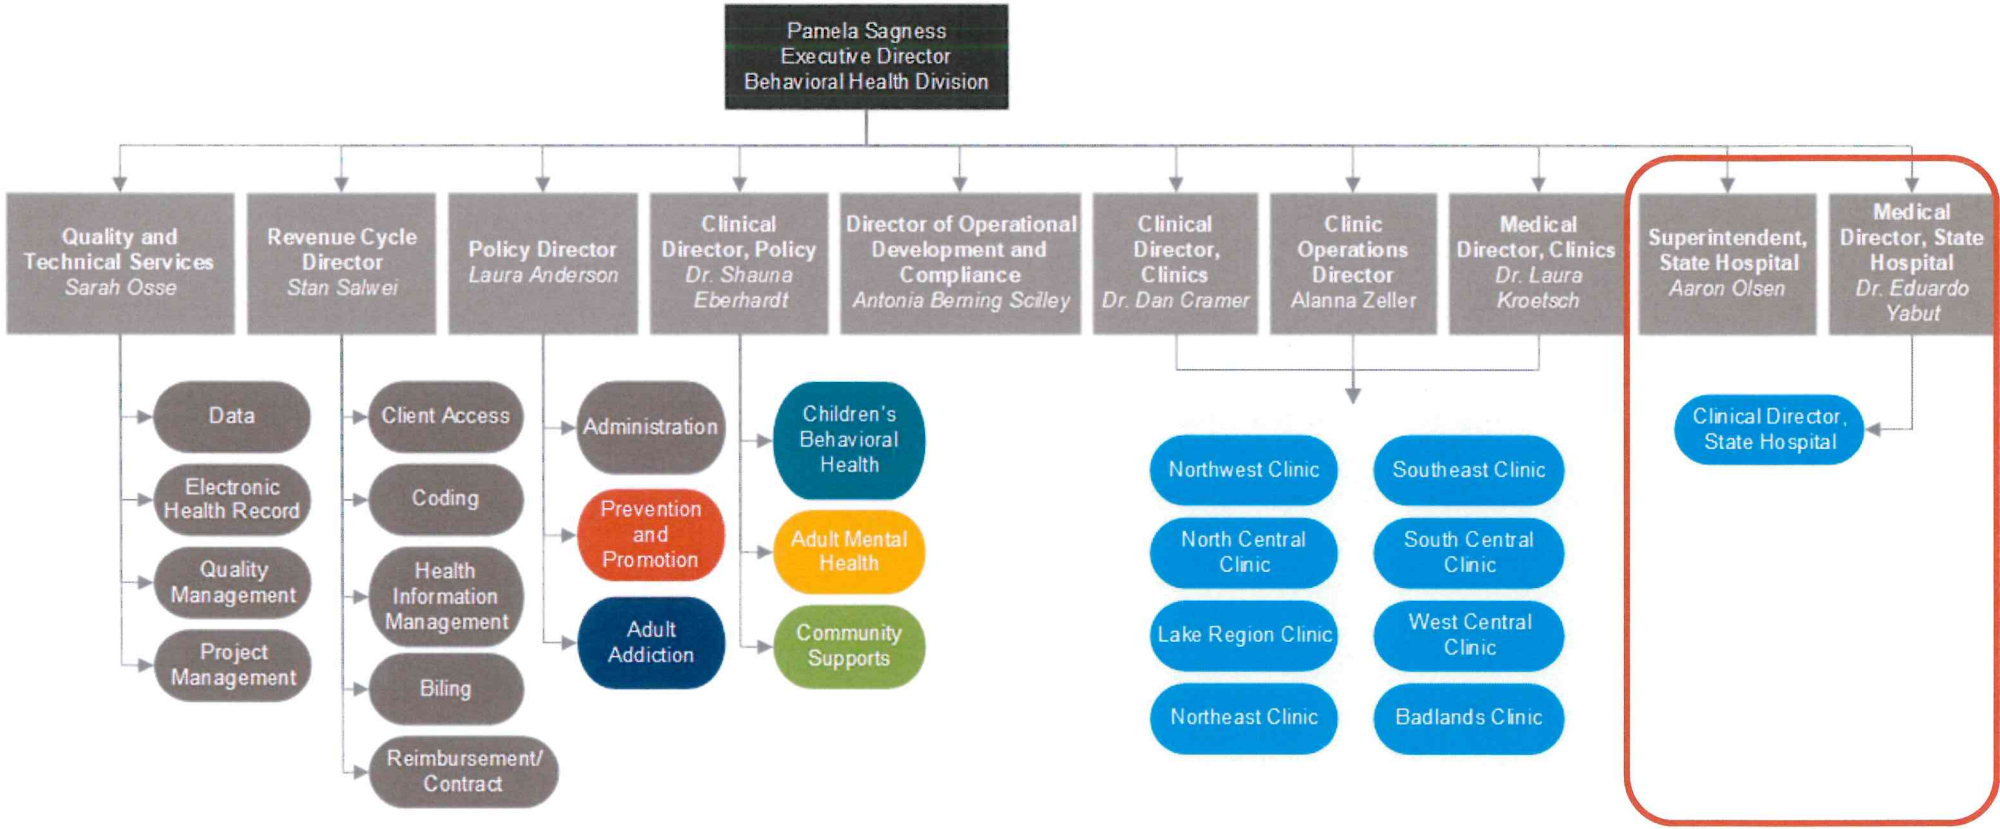 Pamela Sagness
Executive Director
Behavioral Health Division
Quality and
Technical Services
Sarah Osse
Revenue Cycle
Director
Stan Salwei
Policy Director
Laura Anderson
Clinical
Director, Policy
Dr. Shauna
Eberhardt
Director of Operational
Development and
Compliance
Antonia Berning Scilley
Clinical
Director,
Clinics
Dr. Dan Cramer
Clinic
Operations
Director
Alanna Zeller
Medical
Director, Clinics
Dr. Laura
Kroetsch
Superintendent,
State Hospital
Aaron Olsen
Medical
Director, State
Hospital
Dr. Eduardo
Yabut
Data
Electronic
Health Record
Quality
Management
Project
Management
Client Access
Coding
Health
Information
Management
Biling
Reimbursement/
Contract
Administration
Prevention
and
Promotion
Adult
Addiction
Children's
Behavioral
Health
Adult Mental
Health
Community
Supports
Northwest Clinic
North Central
Clinic
Lake Region Clinic
Northeast Clinic
Southeast Clinic
South Central
Clinic
West Central
Clinic
Badlands Clinic
Clinical Director,
State Hospital